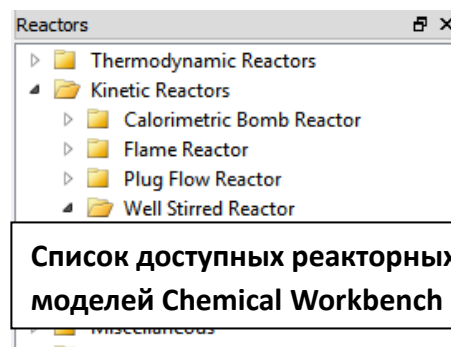 Reactors
Thermodynamic Reactors
Kinetic Reactors
Calorimetric Bomb Reactor
Flame Reactor
Plug Flow Reactor
Well Stirred Reactor
Список доступных реакторных
моделей Chemical Workbench
Miscellaneous